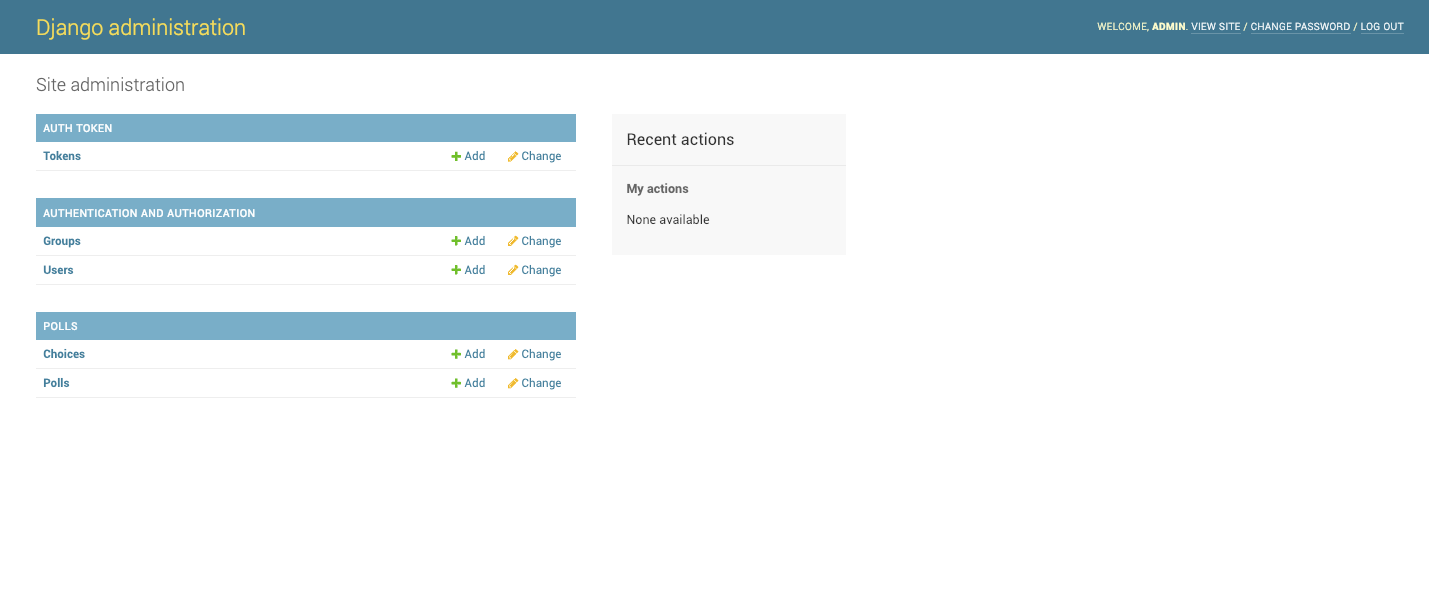 Django administration
WELCOME, ADMIN. VIEW SITE / CHANGE PASSWORD / LOG OUT
Site administration
AUTH TOKEN
Tokens Add Change
AUTHENTICATION AND AUTHORIZATION
Groups Add Change
Users Add Change
POLLS
Choices Add Change
Polls Add Change
Recent actions
My actions
None available